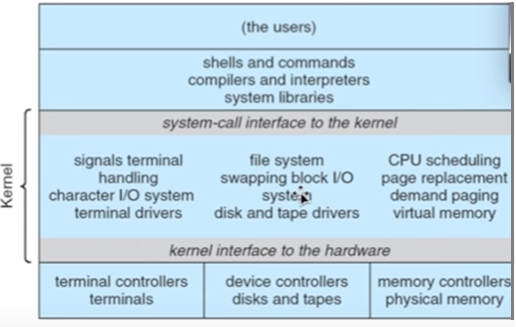 (the users)
shells and commands
compilers and interpreters
system libraries
system-call interface to the kernel
Kernel
signals terminal
handling
character I/O system
terminal drivers
file system
swapping block I/O
system
disk and tape drivers
CPU scheduling
page replacement
demand paging
virtual memory
kernel interface to the hardware
terminal controllers
terminals
device controllers
disks and tapes
memory controllers
physical memory